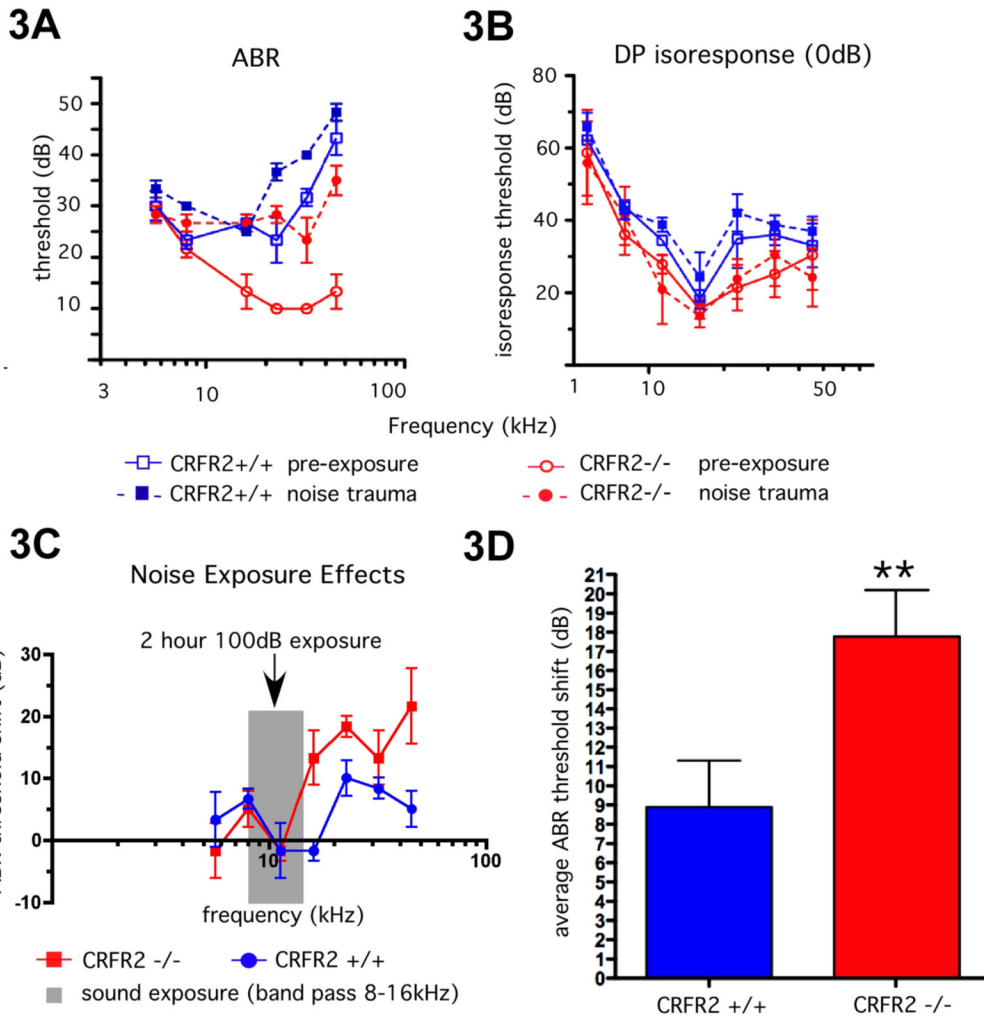 3A
ABR
threshold (dB)
50
40
30
20
10
3
10
100
3B
DP isoresponse (0dB)
isoresponse threshold (dB)
80
60
40
20
1
10
50
Frequency (kHz)
CRFR2+/+ pre-exposure
CRFR2+/+ noise trauma
CRFR2-/- pre-exposure
CRFR2-/- noise trauma
3C
Noise Exposure Effects
2 hour 100dB exposure
30
20
10
0
-10
10
100
frequency (kHz)
CRFR2 -/-
CRFR2 +/+
sound exposure (band pass 8-16kHz)
3D
average ABR threshold shift (dB)
21
20
19
18
17
16
15
14
13
12
11
10
9
8
7
6
5
4
3
2
1
0
**
CRFR2 +/+
CRFR2 -/-